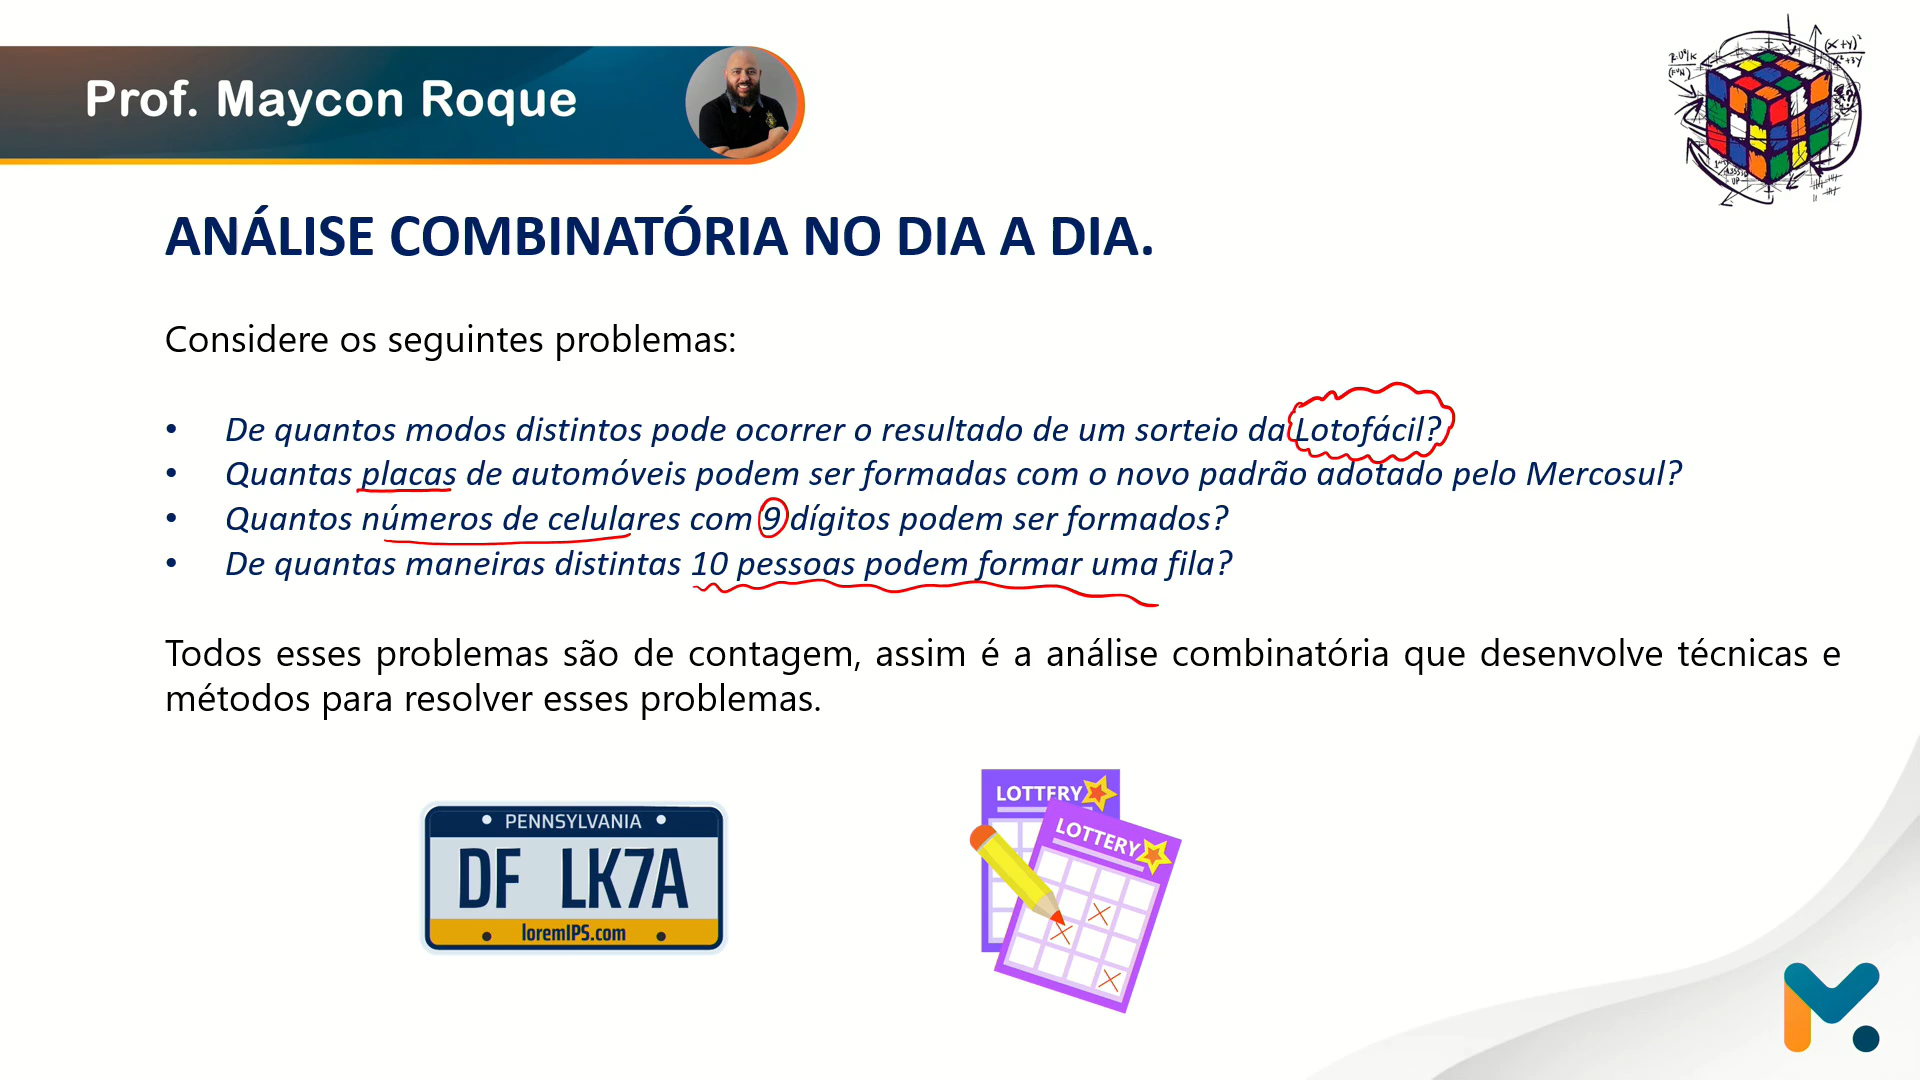 Prof. Maycon Roque
ANÁLISE COMBINATÓRIA NO DIA A DIA.
Considere os seguintes problemas:
• De quantos modos distintos pode ocorrer o resultado de um sorteio da Lotofácil?
• Quantas placas de automóveis podem ser formadas com o novo padrão adotado pelo Mercosul?
• Quantos números de celulares com 9 dígitos podem ser formados?
• De quantas maneiras distintas 10 pessoas podem formar uma fila?
Todos esses problemas são de contagem, assim é a análise combinatória que desenvolve técnicas e
métodos para resolver esses problemas.
PENNSYLVANIA
DF LK7A
loremIPS.com
LOTTERY
LOTTERY